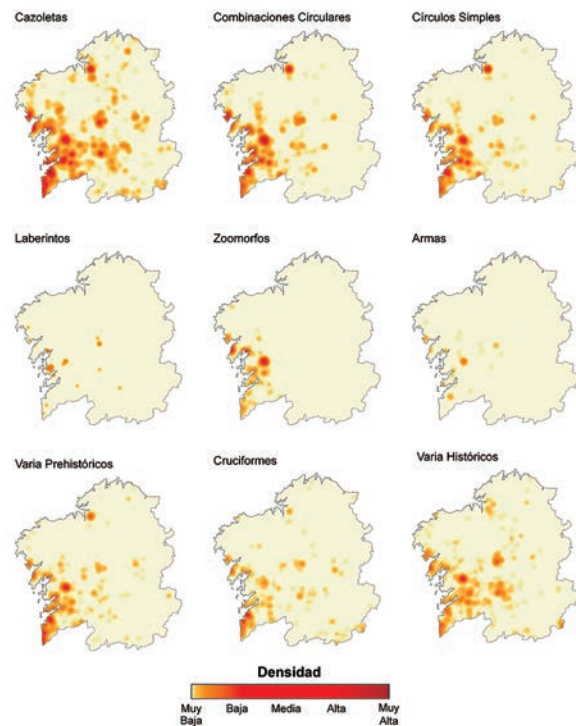 Cazoletas
Combinaciones Circulares
Círculos Simples
Laberintos
Zoomorfos
Armas
Varia Prehistóricos
Cruciformes
Varia Históricos
Densidad
Muy Baja
Baja
Media
Alta
Muy Alta